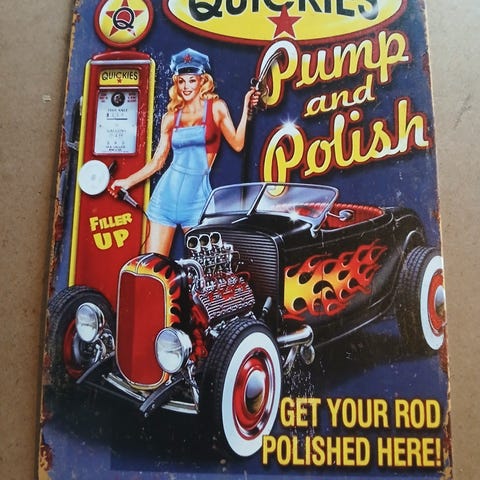 QUICKIES
Q
QUICKIES
Pump
and
Polish
FILLER
UP
GET YOUR ROD
POLISHED HERE!